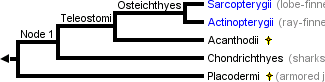 Osteichthyes
Sarcopterygii (lobe-finne
Teleostomi
Actinopterygii (ray-finne
Node 1
Acanthodii
Chondrichthyes (sharks
Placodermi (armored j